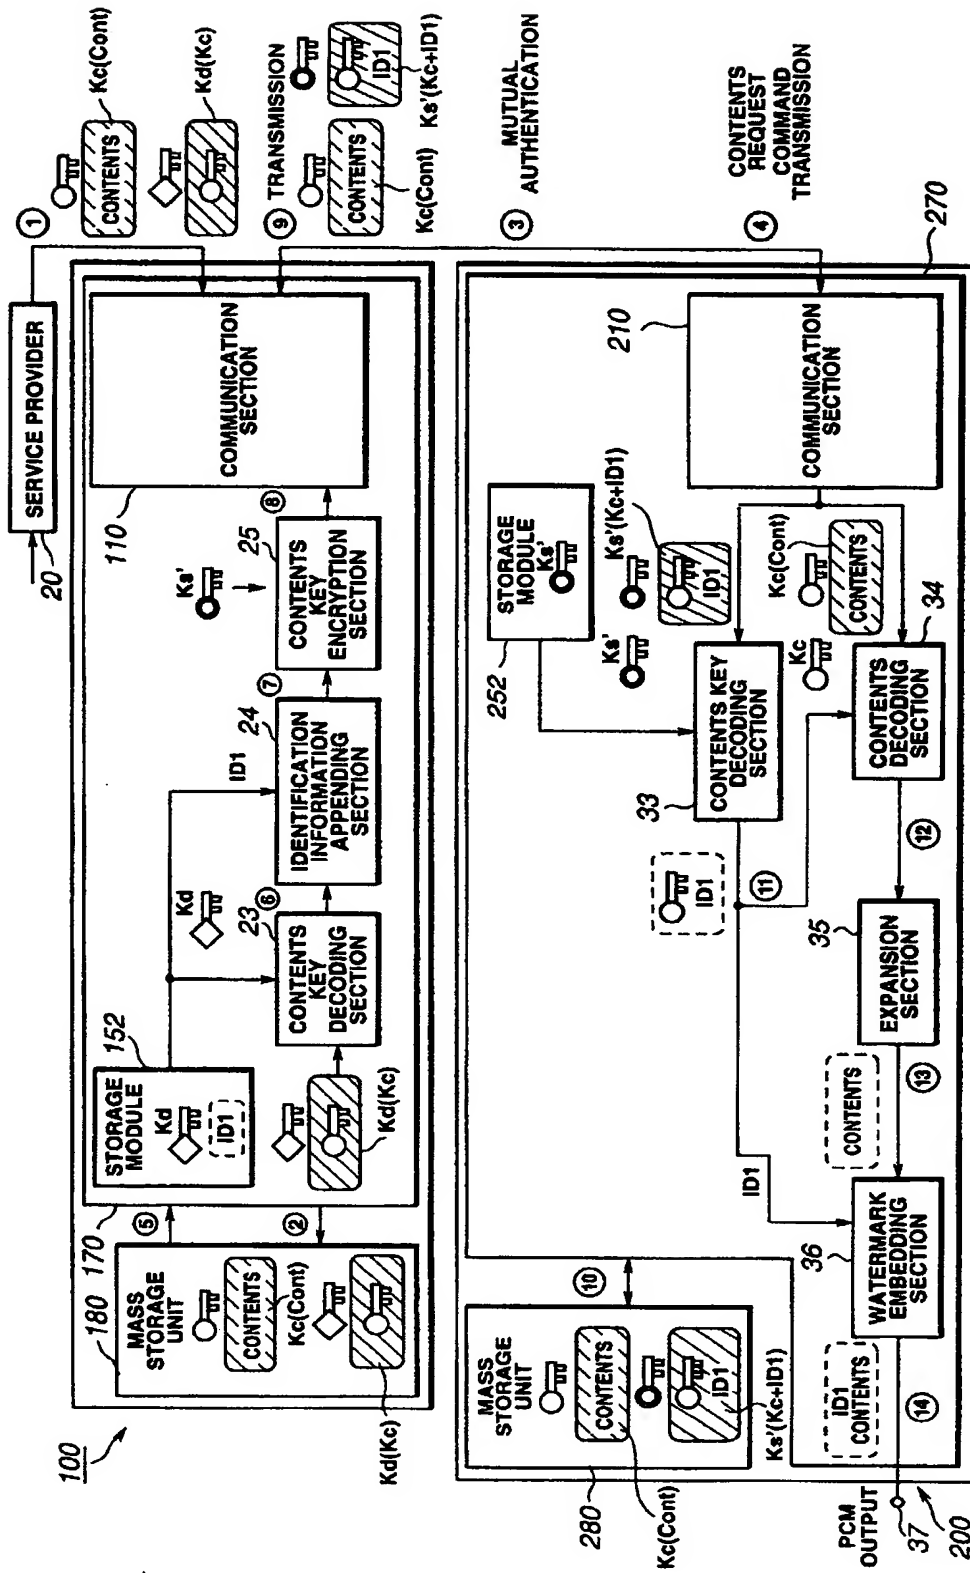 SERVICE PROVIDER
20
1
Kc(Cont)
CONTENTS
Kd(Kc)
9
TRANSMISSION
CONTENTS
Kc(Cont)
ID1
Ks'(Kc+ID1)
3
MUTUAL
AUTHENTICATION
4
CONTENTS
REQUEST
COMMAND
TRANSMISSION
100
180
MASS
STORAGE
UNIT
CONTENTS
Kc(Cont)
Kd(Kc)
5
2
170
STORAGE
MODULE
152
Kd
ID1
Kd(Kc)
Kd
ID1
23
CONTENTS
KEY
DECODING
SECTION
6
24
IDENTIFICATION
INFORMATION
APPENDING
SECTION
7
Ks'
25
CONTENTS
KEY
ENCRYPTION
SECTION
8
110
COMMUNICATION
SECTION
270
210
COMMUNICATION
SECTION
STORAGE
MODULE
Ks'
252
Ks'
Ks'(Kc+ID1)
ID1
CONTENTS KEY
DECODING
SECTION
33
Kc(Cont)
CONTENTS
Kc
34
CONTENTS
DECODING
SECTION
ID1
11
12
35
EXPANSION
SECTION
13
CONTENTS
ID1
36
WATERMARK
EMBEDDING
SECTION
ID1
CONTENTS
14
PCM
OUTPUT
37
200
10
MASS
STORAGE
UNIT
CONTENTS
ID1
Ks'(Kc+ID1)
280
Kc(Cont)